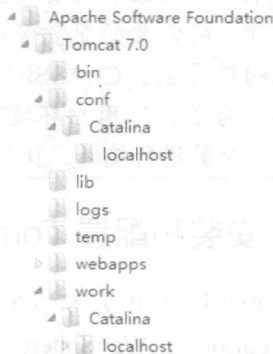 Apache Software Foundation
Tomcat 7.0
bin
conf
Catalina
localhost
lib
logs
temp
webapps
work
Catalina
localhost